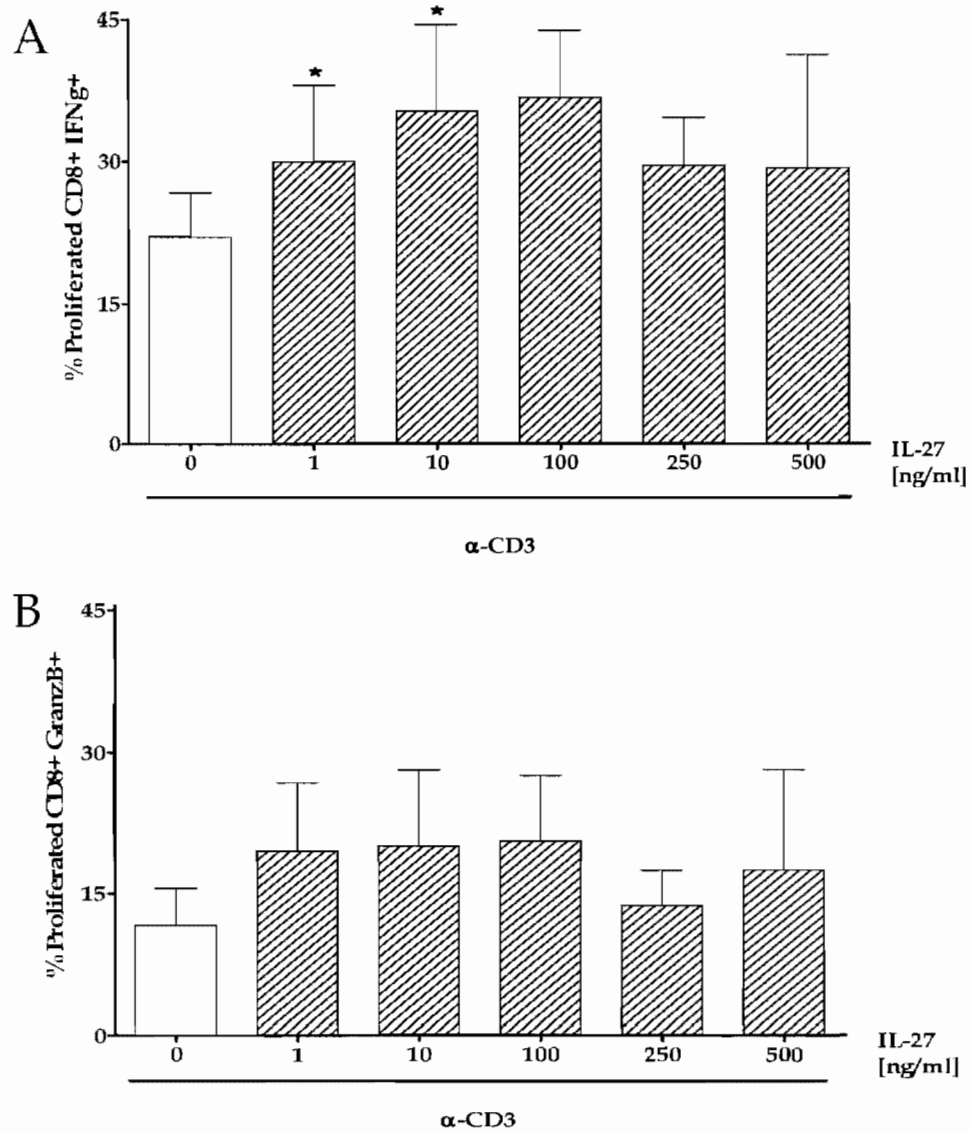 A
% Proliferated CD8+ IFNg+
45
30
15
0
*
*
0 1 10 100 250 500
IL-27
[ng/ml]
α-CD3
B
% Proliferated CD8+ GranzB+
45
30
15
0
0 1 10 100 250 500
IL-27
[ng/ml]
α-CD3